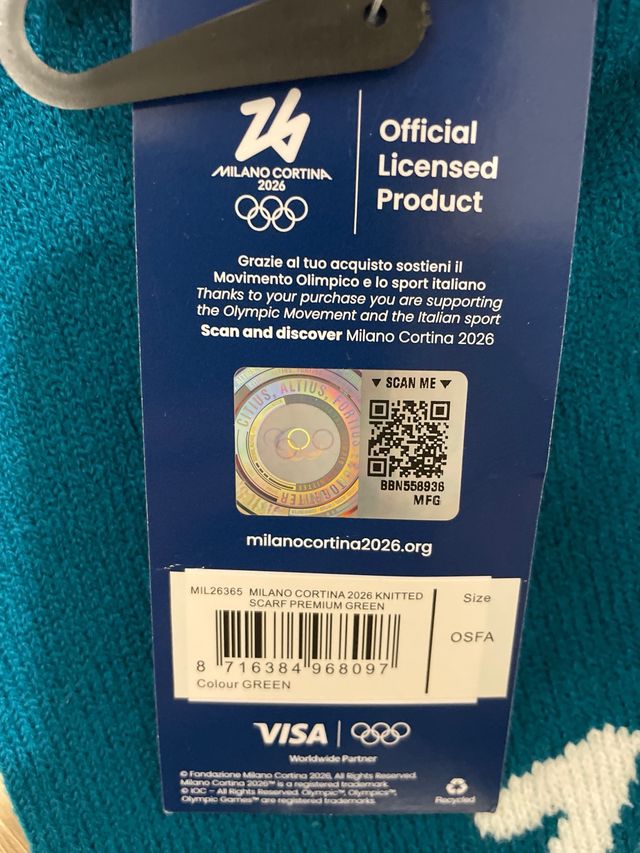 MILANO CORTINA
2026
Official
Licensed
Product
Grazie al tuo acquisto sostieni il
Movimento Olimpico e lo sport italiano
Thanks to your purchase you are supporting
the Olympic Movement and the Italian sport
Scan and discover Milano Cortina 2026
CITIUS, ALTIUS, FORTIUS
▼ SCAN ME ▼
BBN558936
MFG
milanocortina2026.org
MIL26365 MILANO CORTINA 2026 KNITTED
SCARF PREMIUM GREEN
8 716384 968097
Colour GREEN
Size
OSFA
VISA
Worldwide Partner
© Fondazione Milano Cortina 2026, All Rights Reserved.
Milano Cortina 2026™ is a registered trademark.
© IOC – All Rights Reserved. Olympic™, Olympics™,
Olympic Games™ are registered trademarks.
Recycled